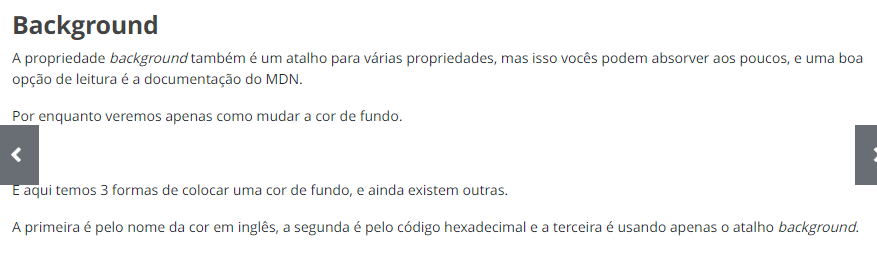 Background
A propriedade background também é um atalho para várias propriedades, mas isso vocês podem absorver aos poucos, e uma boa
opção de leitura é a documentação do MDN.
Por enquanto veremos apenas como mudar a cor de fundo.
E aqui temos 3 formas de colocar uma cor de fundo, e ainda existem outras.
A primeira é pelo nome da cor em inglês, a segunda é pelo código hexadecimal e a terceira é usando apenas o atalho background.